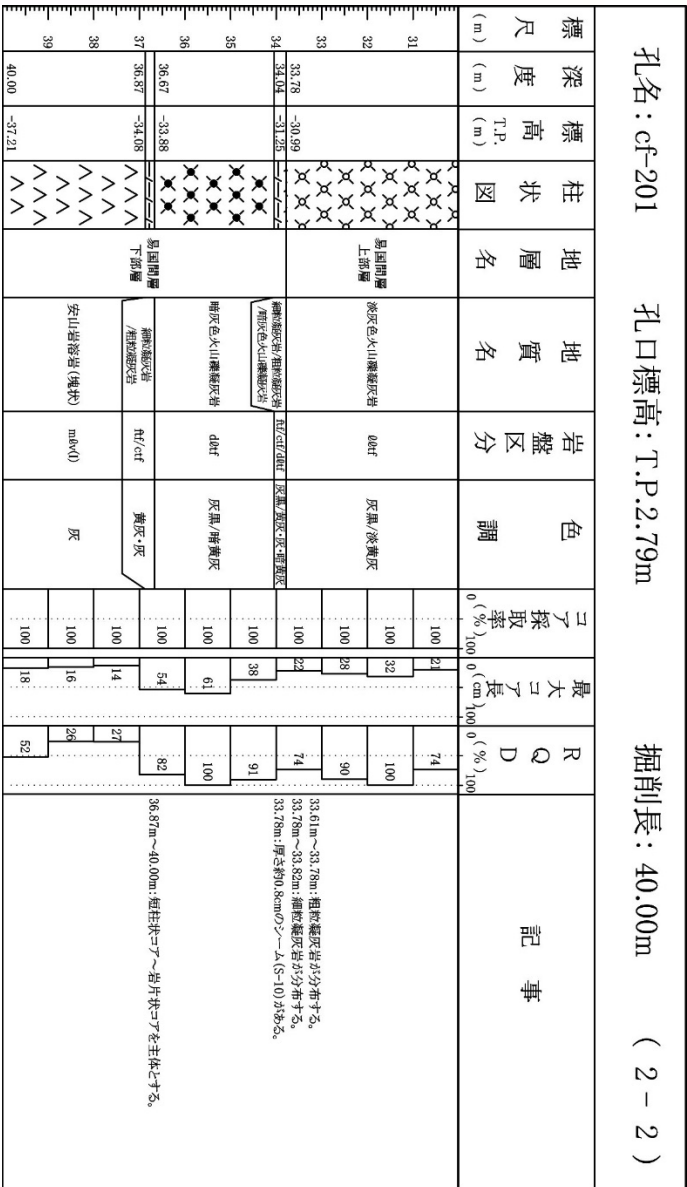 孔名：cf-201　孔口標高：T.P.2.79m　掘削長：40.00m　（２－２）
標尺(m)　深度(m)　標高T.P.(m)　柱状図　地層名　地質名　岩盤区分　色調　コア採取率(%)　最大コア長(cm)　RQD(%)　記事
0　100　0　100　0　100
31
32
33
34
35
36
37
38
39
33.78　-30.99
34.04　-31.25
36.67　-33.88
36.87　-34.08
40.00　-37.21
易国間層
上部層
易国間層
下部層
淡灰色火山礫凝灰岩
細粒凝灰岩/粗粒凝灰岩
/暗灰色火山礫凝灰岩
暗灰色火山礫凝灰岩
細粒凝灰岩
/粗粒凝灰岩
安山岩溶岩(塊状)
ℓℓtf
ftf/ctf/dℓtf
dℓtf
ftf/ctf
mℓv(I)
灰黒/淡黄灰
灰黒/黄灰・灰・暗黄灰
灰黒/暗黄灰
黄灰・灰
灰
100　21　74
100　32　100
100　28　90
100　22　74
100　38　91
100　61　100
100　54　82
100　14　27
100　16　26
100　18　52
33.61m～33.78m：粗粒凝灰岩が分布する。
33.78m～33.82m：細粒凝灰岩が分布する。
33.78m：厚さ約0.8cmのシーム(S-10)がある。
36.87m～40.00m：短柱状コア～岩片状コアを主体とする。